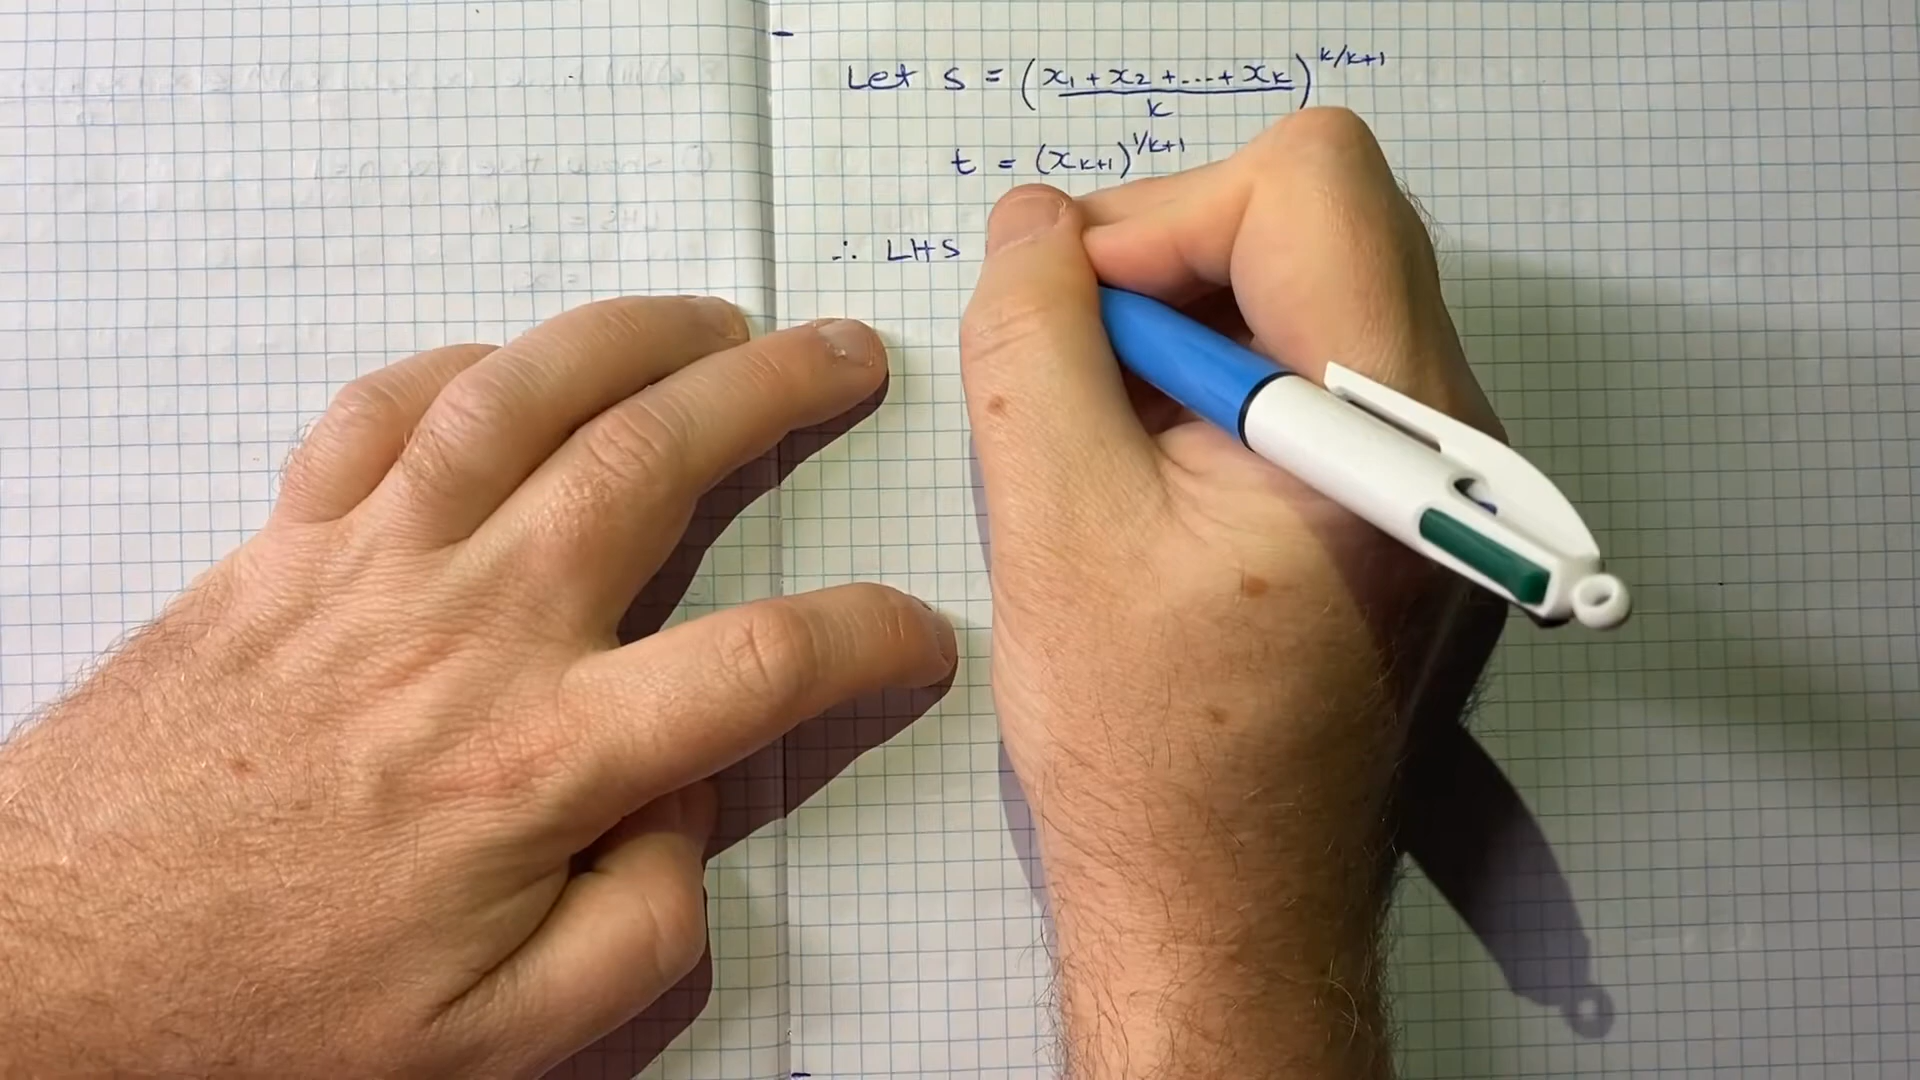 Let s = (x₁ + x₂ + ... + xₖ / k)^k/k+1
t = (xₖ₊₁)^1/k+1
∴ LHS